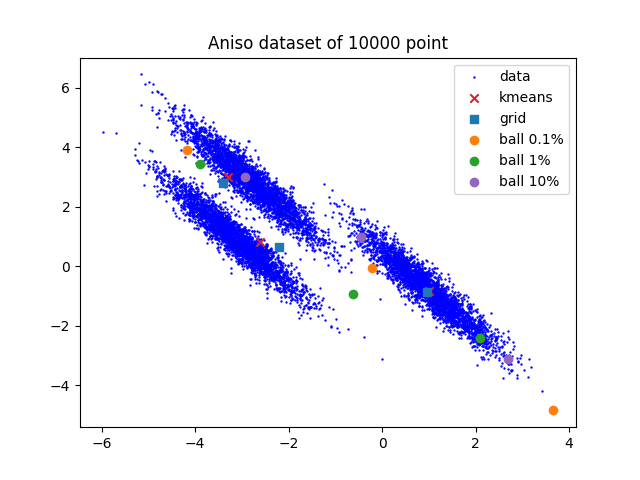 Aniso dataset of 10000 point
data
kmeans
grid
ball 0.1%
ball 1%
ball 10%
6
4
2
0
−2
−4
−6 −4 −2 0 2 4